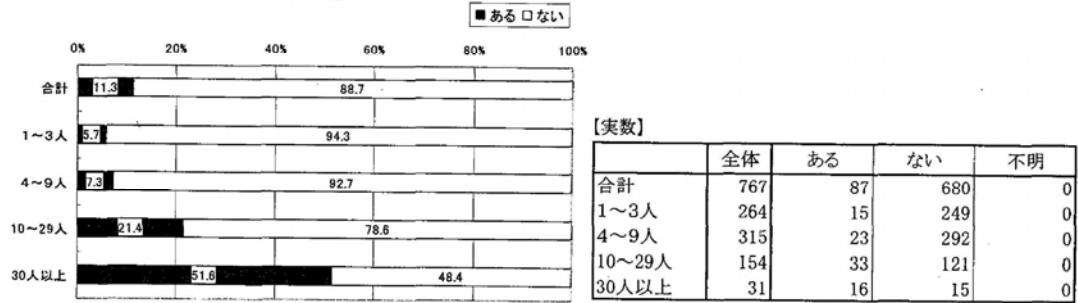 ■ある□ない
0% 20% 40% 60% 80% 100%
合計 11.3 88.7
1～3人 5.7 94.3
4～9人 7.3 92.7
10～29人 21.4 78.6
30人以上 51.6 48.4
【実数】
全体 ある ない 不明
合計 767 87 680 0
1～3人 264 15 249 0
4～9人 315 23 292 0
10～29人 154 33 121 0
30人以上 31 16 15 0